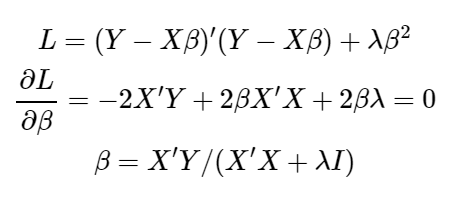 L = (Y − Xβ)′(Y − Xβ) + λβ²
∂L/∂β = −2X′Y + 2βX′X + 2βλ = 0
β = X′Y/(X′X + λI)